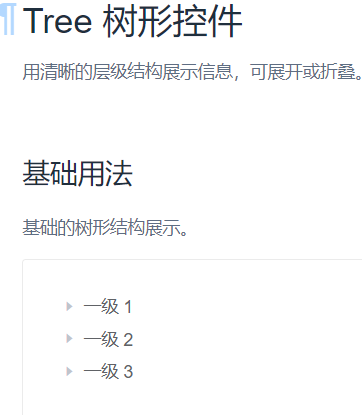 ¶ Tree 树形控件
用清晰的层级结构展示信息，可展开或折叠。
基础用法
基础的树形结构展示。
一级 1
一级 2
一级 3